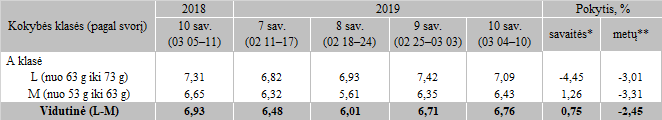 Kokybės klasės (pagal svorį) 2018 2019 Pokytis, %
10 sav. (03 05–11) 7 sav. (02 11–17) 8 sav. (02 18–24) 9 sav. (02 25–03 03) 10 sav. (03 04–10) savaitės* metų**
A klasė
L (nuo 63 g iki 73 g) 7,31 6,82 6,93 7,42 7,09 -4,45 -3,01
M (nuo 53 g iki 63 g) 6,65 6,32 5,61 6,35 6,43 1,26 -3,31
Vidutinė (L-M) 6,93 6,48 6,01 6,71 6,76 0,75 -2,45